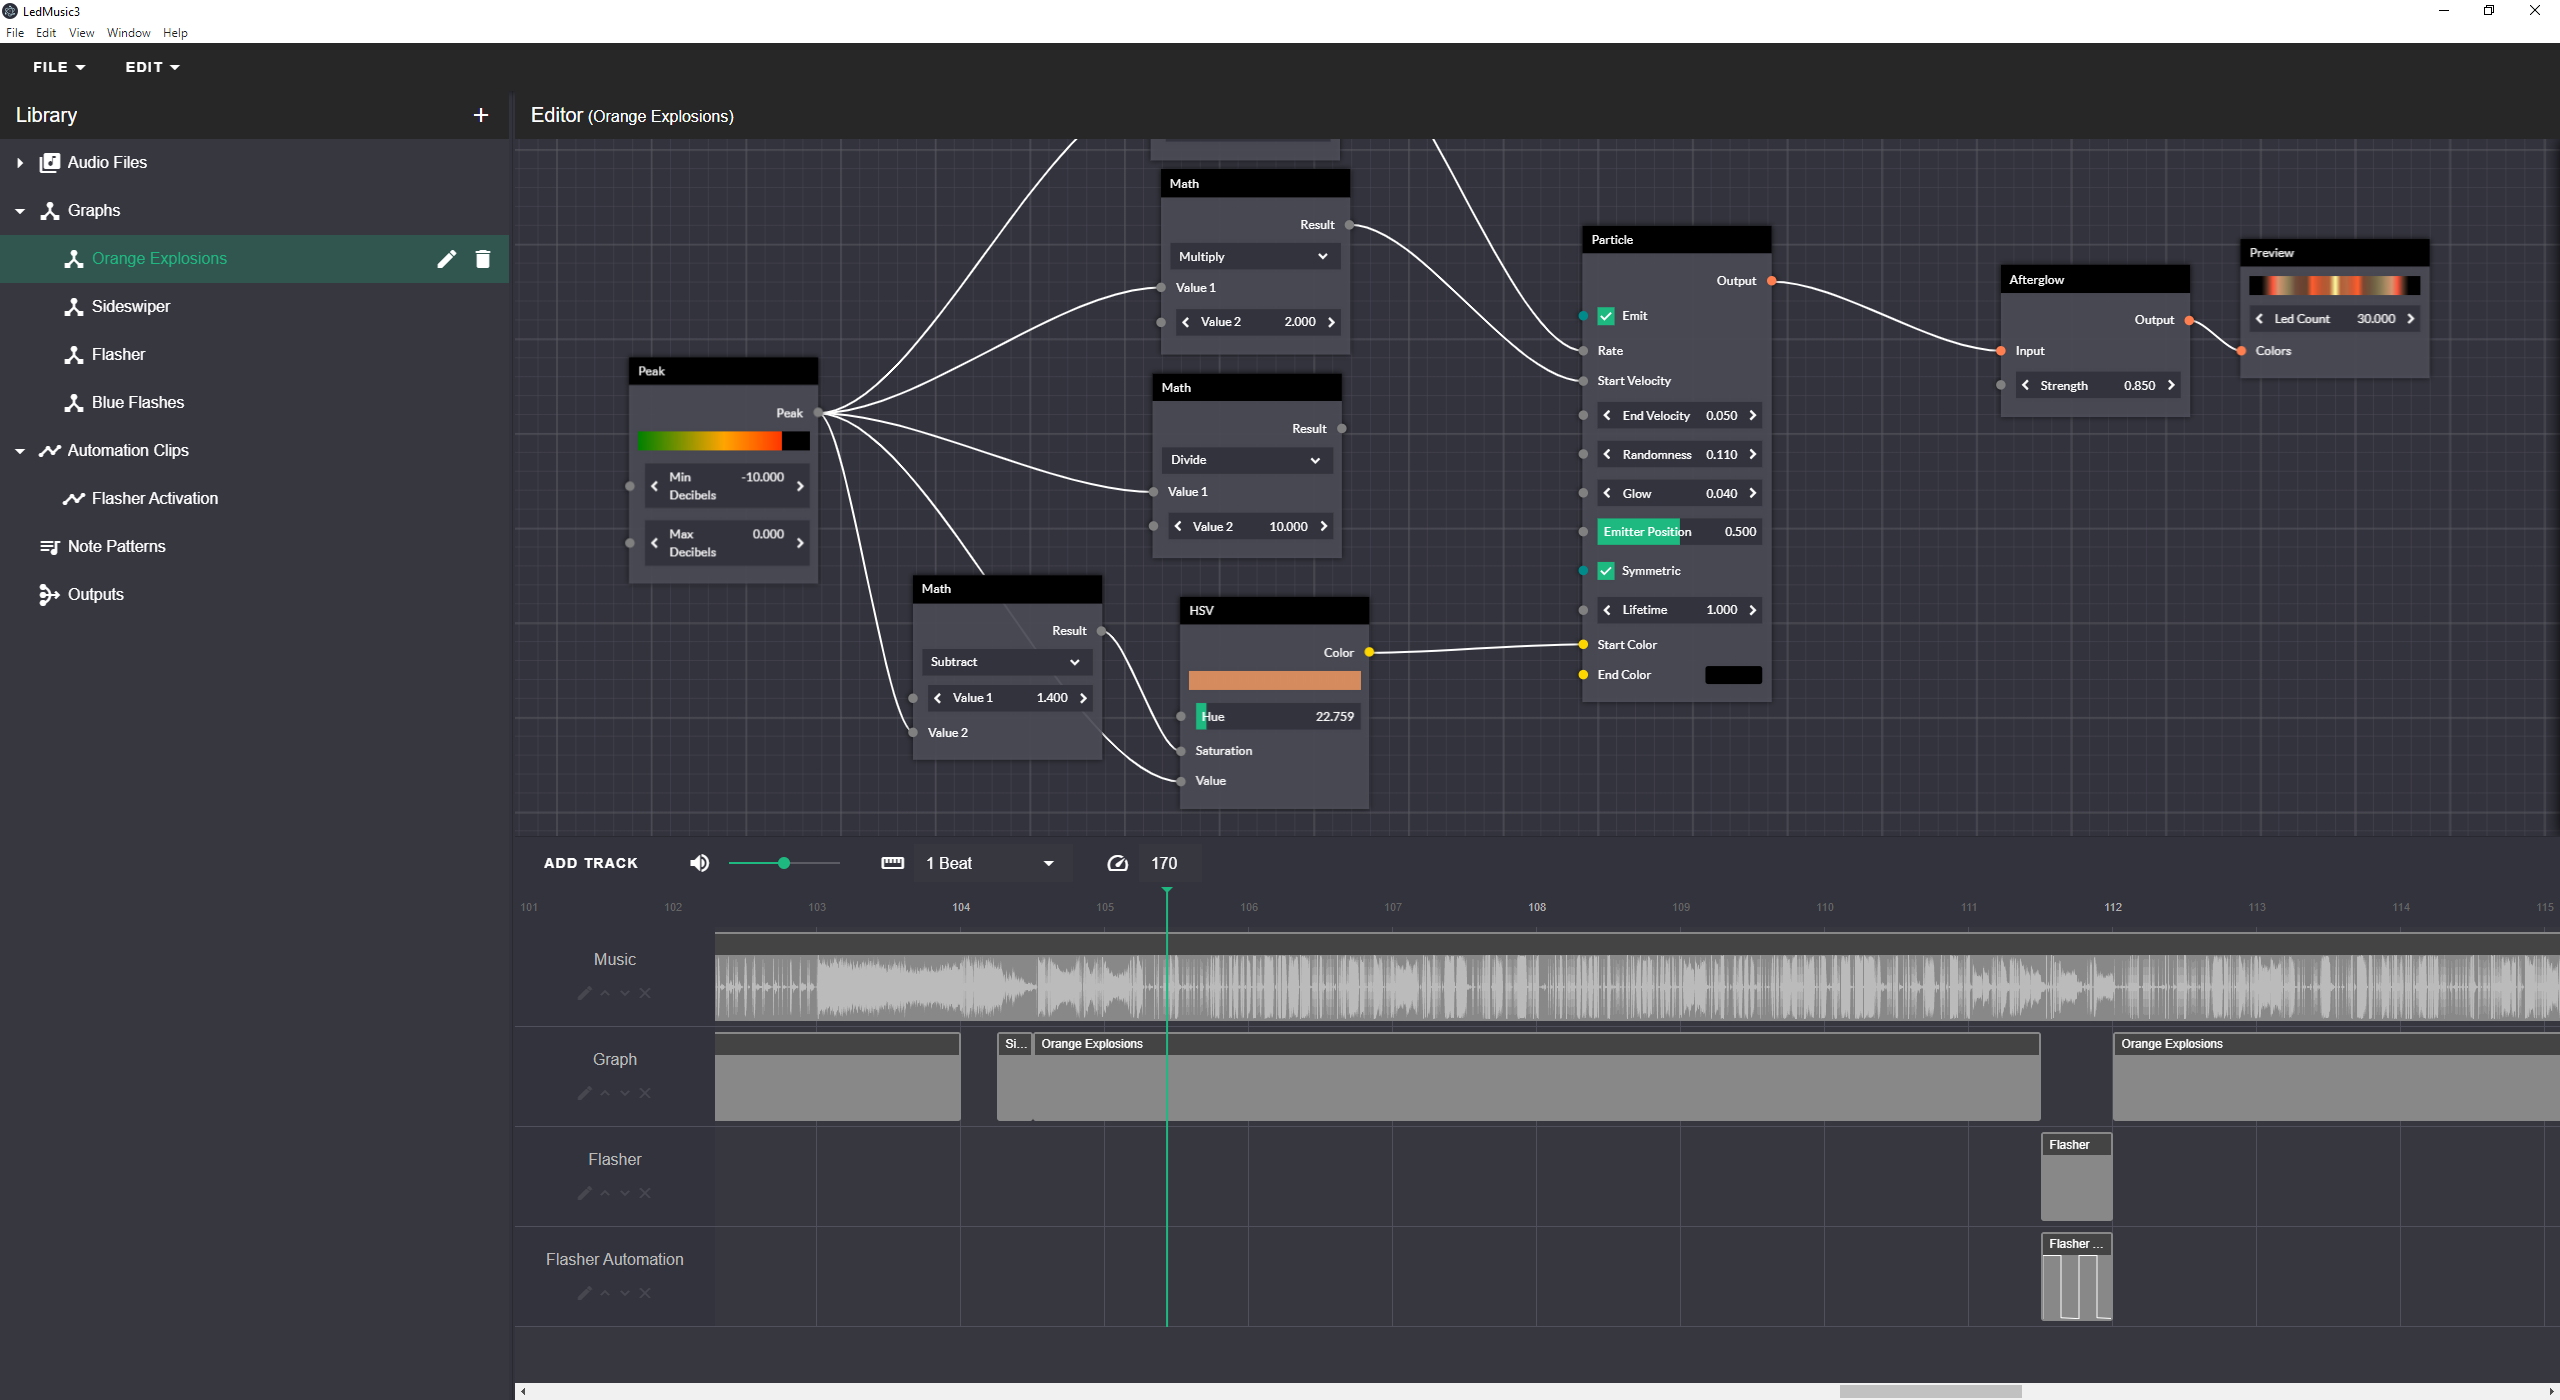 LedMusic3
File Edit View Window Help
FILE EDIT
Library
Editor (Orange Explosions)
Audio Files
Graphs
Orange Explosions
Sideswiper
Flasher
Blue Flashes
Automation Clips
Flasher Activation
Note Patterns
Outputs
Peak
Peak
Min Decibels -10.000
Max Decibels 0.000
Math
Result
Multiply
Value 1
Value 2 2.000
Math
Result
Divide
Value 1
Value 2 10.000
Math
Result
Subtract
Value 1 1.400
Value 2
HSV
Color
Hue 22.759
Saturation
Value
Particle
Output
Emit
Rate
Start Velocity
End Velocity 0.050
Randomness 0.110
Glow 0.040
Emitter Position 0.500
Symmetric
Lifetime 1.000
Start Color
End Color
Afterglow
Output
Input
Strength 0.850
Preview
Led Count 30.000
Colors
ADD TRACK 1 Beat 170
101 102 103 104 105 106 107 108 109 110 111 112 113 114 115
Music
Graph
Si... Orange Explosions Orange Explosions
Flasher
Flasher
Flasher Automation
Flasher ...